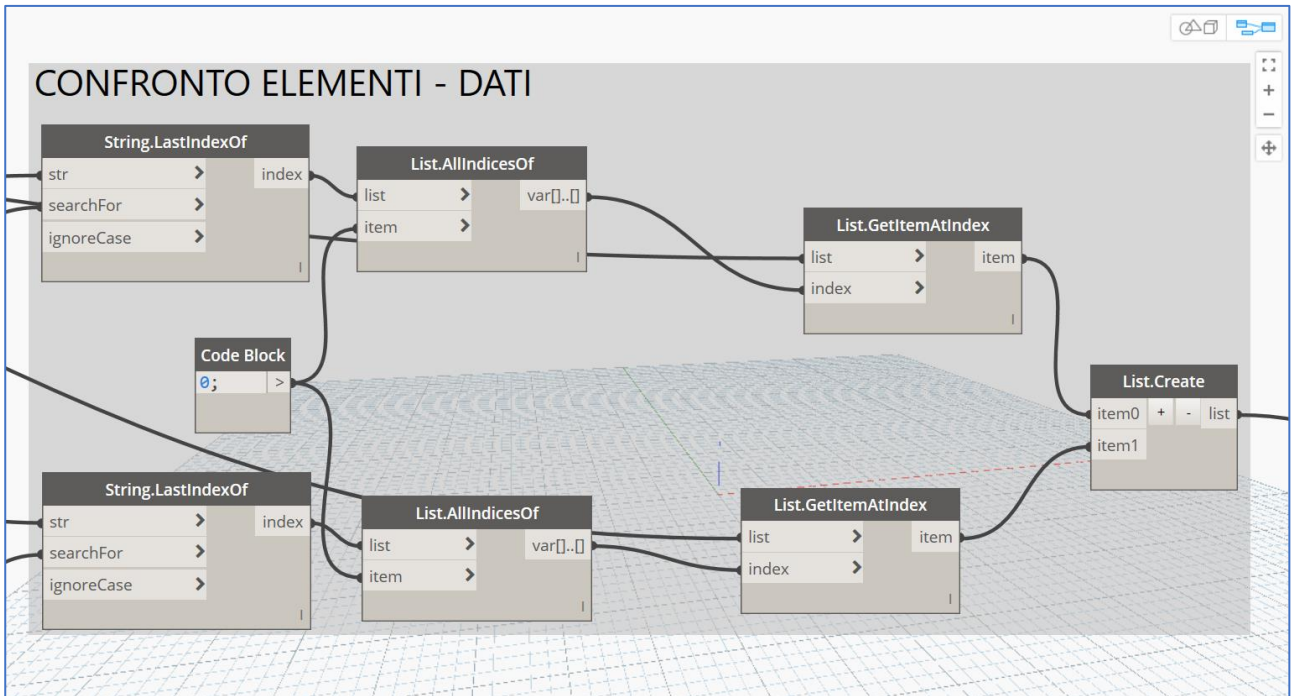 CONFRONTO ELEMENTI - DATI
String.LastIndexOf
str > index
searchFor >
ignoreCase >
l
List.AllIndicesOf
list > var[]..[]
item >
l
List.GetItemAtIndex
list > item
index >
l
Code Block
0; >
List.Create
item0 + - list
item1
String.LastIndexOf
str > index
searchFor >
ignoreCase >
l
List.AllIndicesOf
list > var[]..[]
item >
l
List.GetItemAtIndex
list > item
index >
l